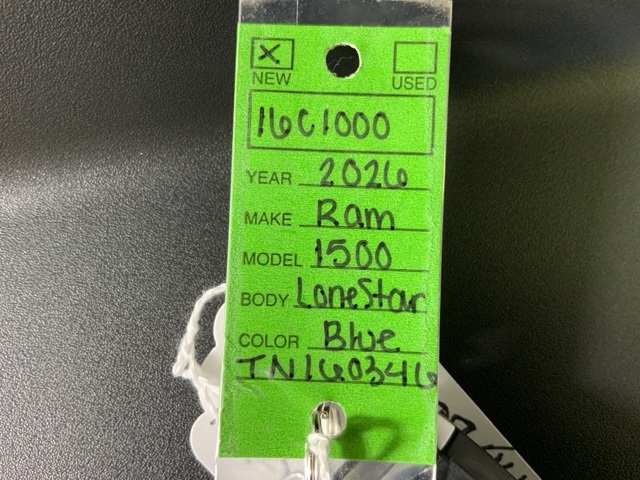 X
NEW USED
16C1000
YEAR 2026
MAKE Ram
MODEL 1500
BODY LoneStar
COLOR Blue
TN160346